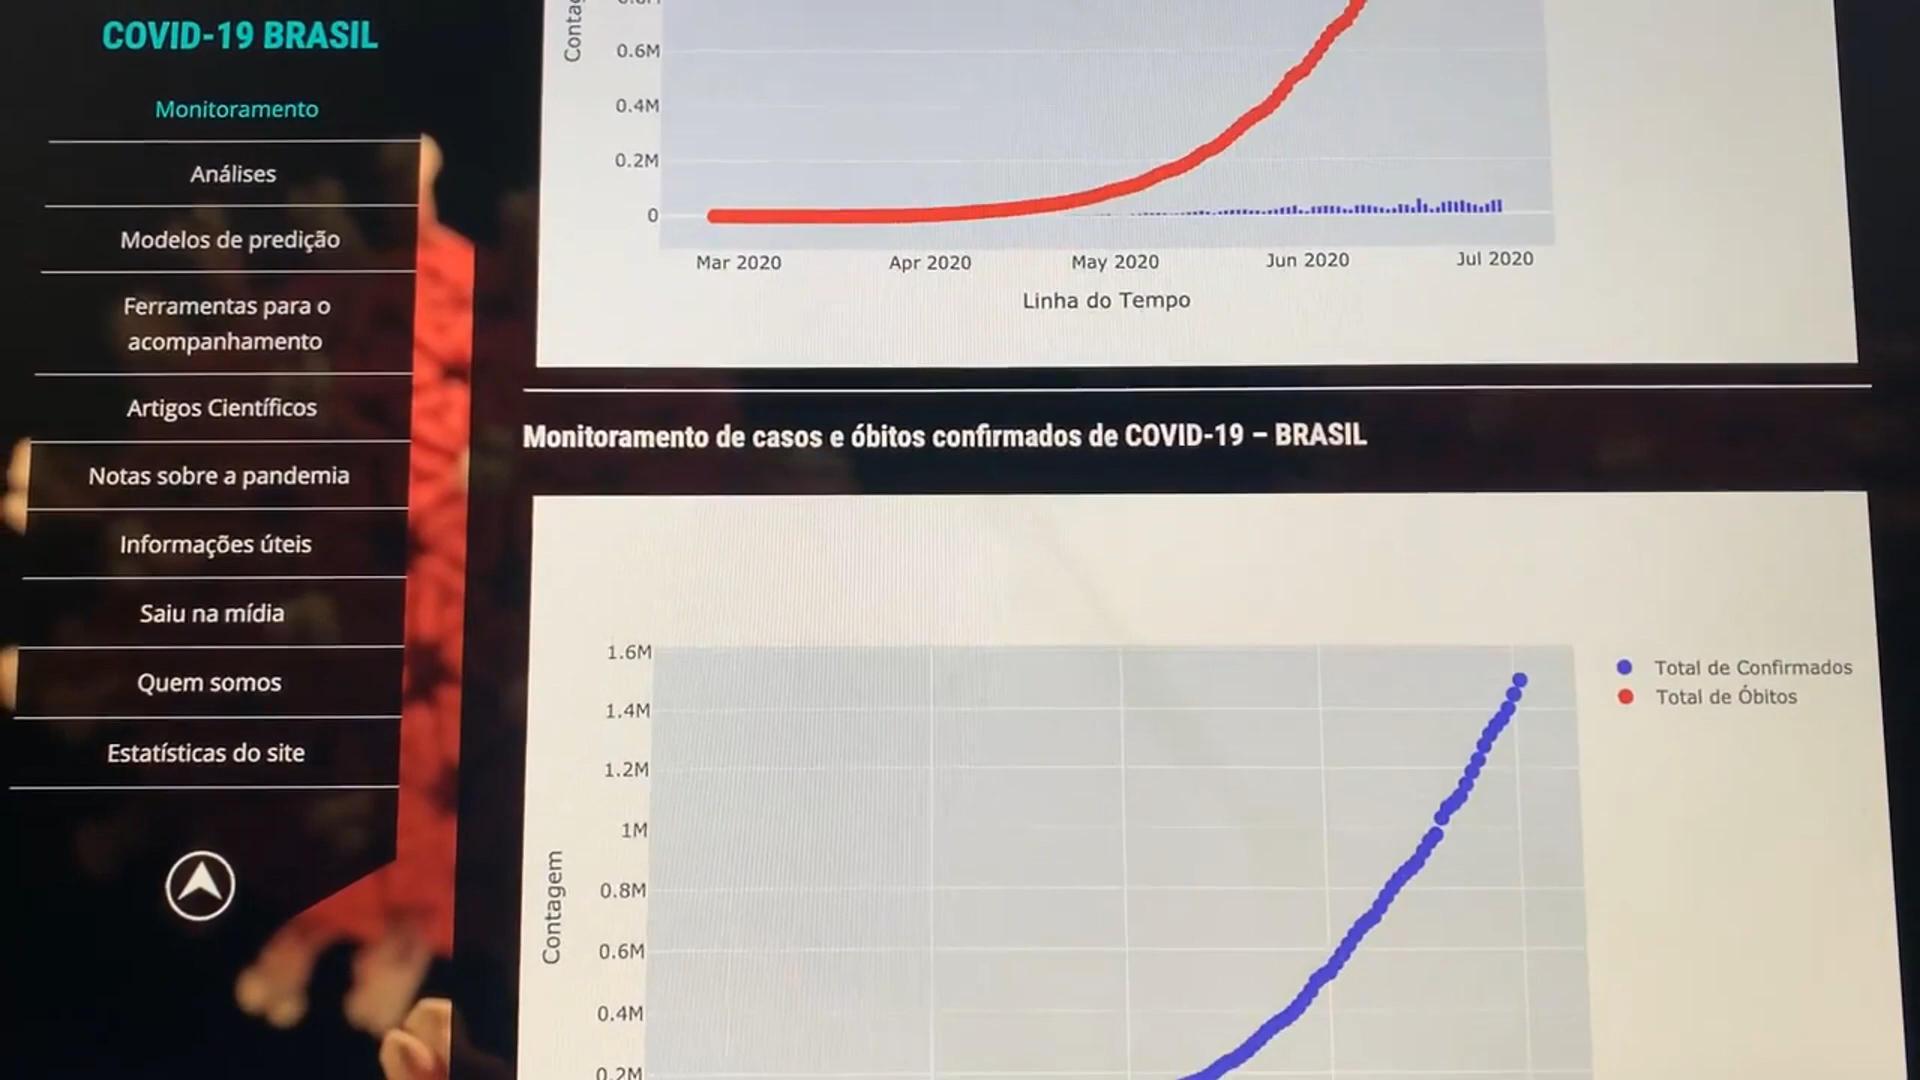 COVID-19 BRASIL
Monitoramento
Análises
Modelos de predição
Ferramentas para o
acompanhamento
Artigos Científicos
Notas sobre a pandemia
Informações úteis
Saiu na mídia
Quem somos
Estatísticas do site
0.6M
0.4M
0.2M
0
Mar 2020
Apr 2020
May 2020
Jun 2020
Jul 2020
Linha do Tempo
Monitoramento de casos e óbitos confirmados de COVID-19 – BRASIL
1.6M
1.4M
1.2M
1M
0.8M
0.6M
0.4M
0.2M
Contagem
Total de Confirmados
Total de Óbitos